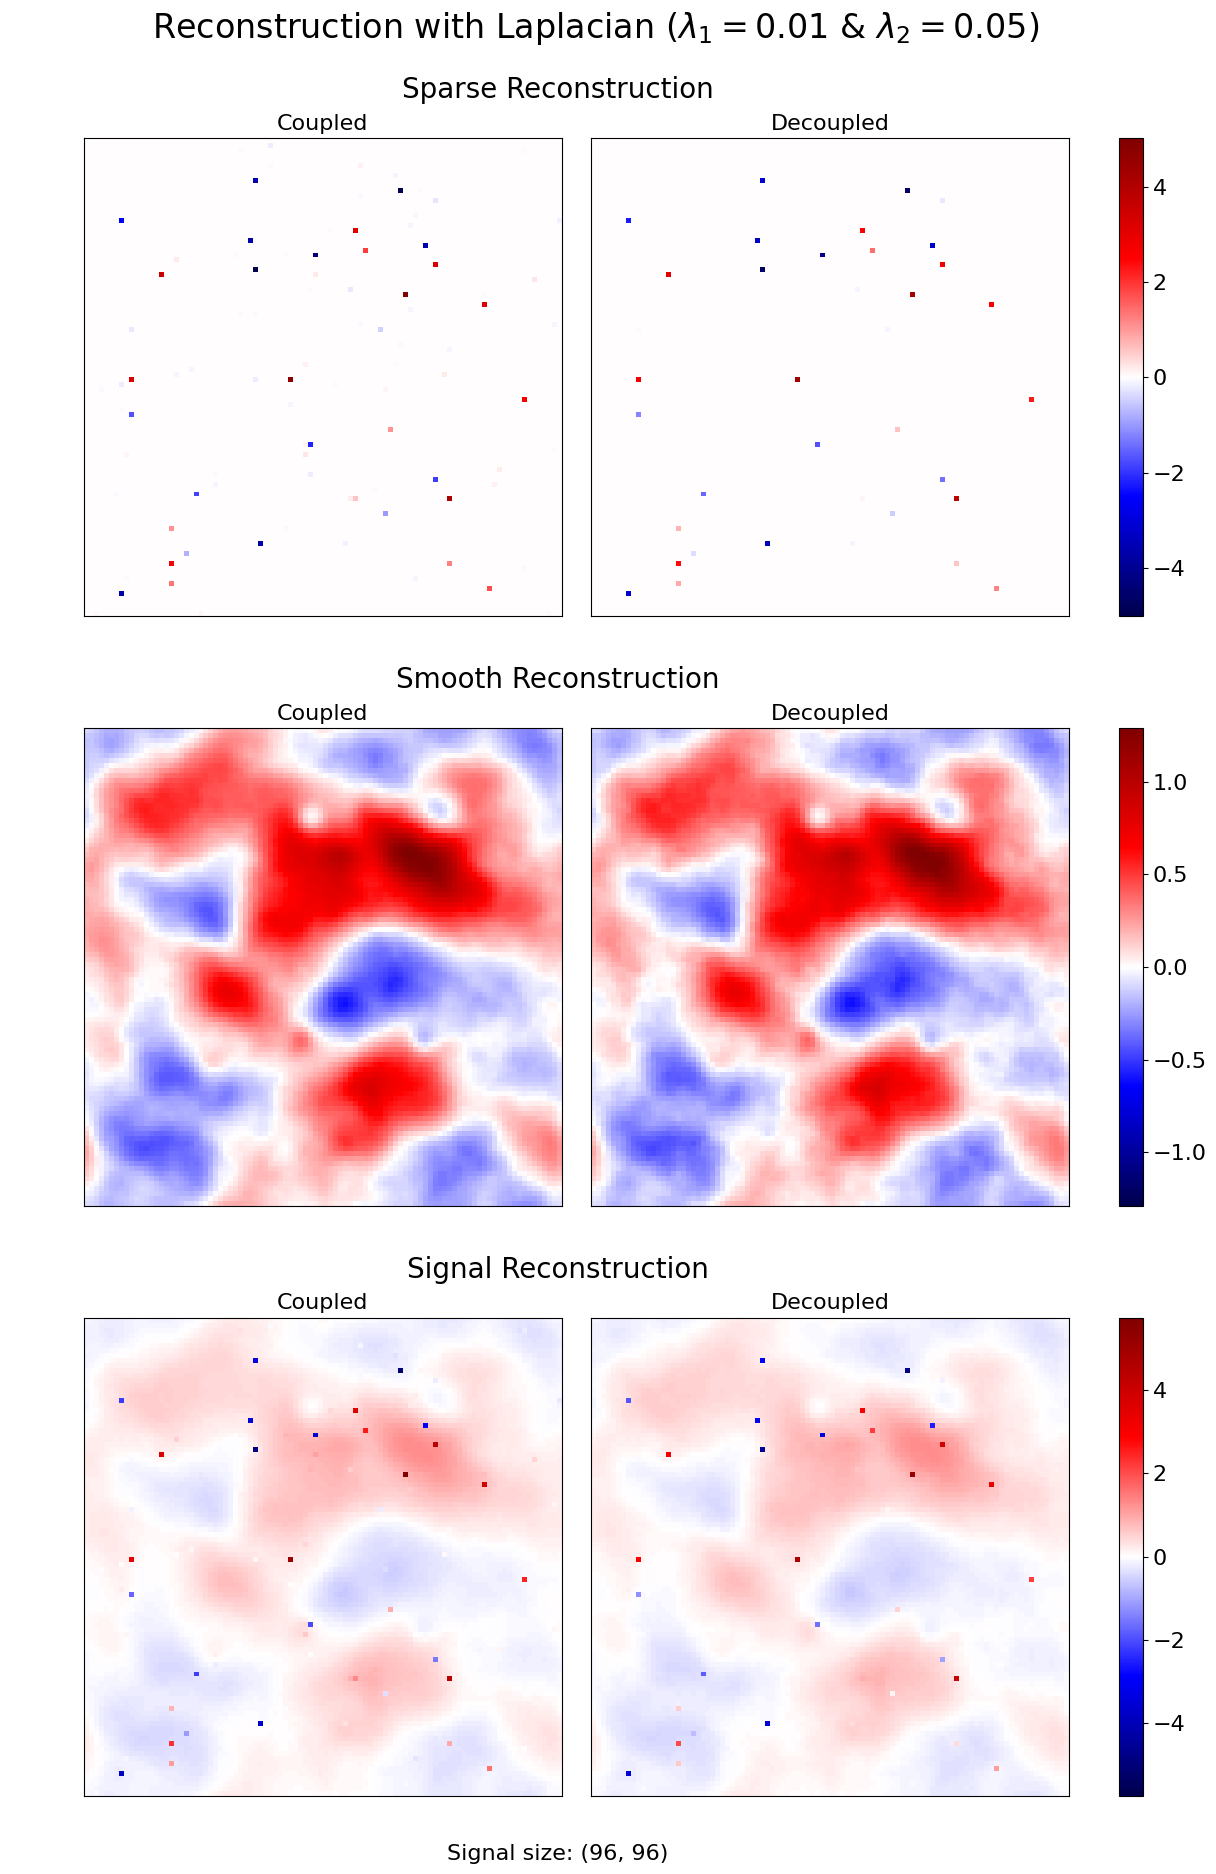 Reconstruction with Laplacian (λ₁ = 0.01 & λ₂ = 0.05)
Sparse Reconstruction
Coupled
Decoupled
4
2
0
−2
−4
Smooth Reconstruction
Coupled
Decoupled
1.0
0.5
0.0
−0.5
−1.0
Signal Reconstruction
Coupled
Decoupled
4
2
0
−2
−4
Signal size: (96, 96)